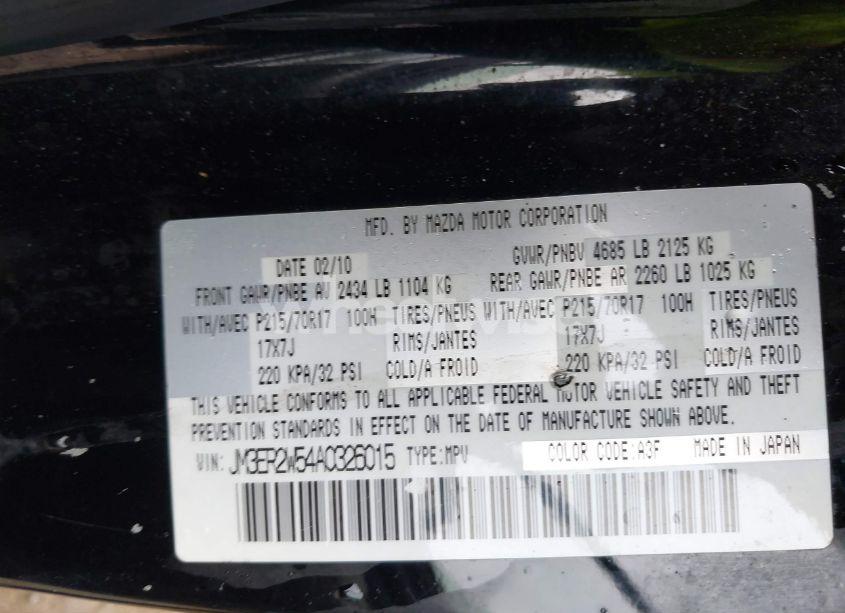 MFD. BY MAZDA MOTOR CORPORATION
DATE 02/10 GVWR/PNBV 4685 LB 2125 KG
FRONT GAWR/PNBE AV 2434 LB 1104 KG REAR GAWR/PNBE AR 2260 LB 1025 KG
WITH/AVEC P215/70R17 100H TIRES/PNEUS WITH/AVEC P215/70R17 100H TIRES/PNEUS
17X7J RIMS/JANTES 17X7J RIMS/JANTES
220 KPA/32 PSI COLD/A FROID 220 KPA/32 PSI COLD/A FROID
THIS VEHICLE CONFORMS TO ALL APPLICABLE FEDERAL MOTOR VEHICLE SAFETY AND THEFT
PREVENTION STANDARDS IN EFFECT ON THE DATE OF MANUFACTURE SHOWN ABOVE.
VIN: JM3ER2W54A0326015 TYPE:MPV COLOR CODE:A3F MADE IN JAPAN